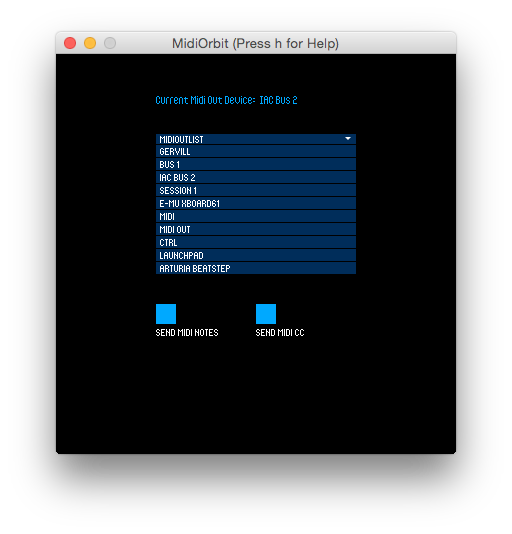 MidiOrbit (Press h for Help)
Current Midi Out Device: IAC Bus 2
MIDIOUTLIST
GERVILL
BUS 1
IAC BUS 2
SESSION 1
E-MU XBOARD61
MIDI
MIDI OUT
CTRL
LAUNCHPAD
ARTURIA BEATSTEP
SEND MIDI NOTES
SEND MIDI CC